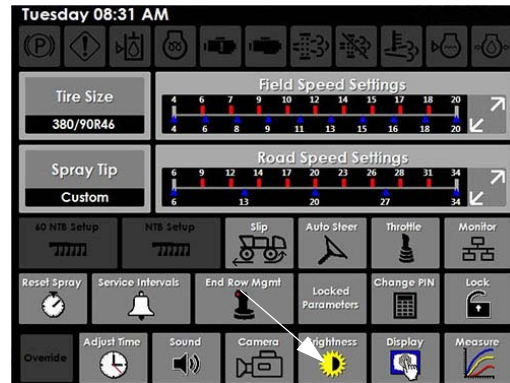 Tuesday 08:31 AM
(P)
Tire Size
380/90R46
Field Speed Settings
4 6 7 9 10 12 14 15 17 18 20
4 6 8 9 11 13 15 16 18 20
Spray Tip
Custom
Road Speed Settings
6 9 12 14 17 20 23 26 28 31 34
6 13 20 27 34
60 NTB Setup
NTB Setup
Slip
Auto Steer
Throttle
Monitor
Reset Spray
Service Intervals
End Row Mgmt
Locked
Parameters
Change PIN
Lock
Override
Adjust Time
Sound
Camera
Brightness
Display
Measure